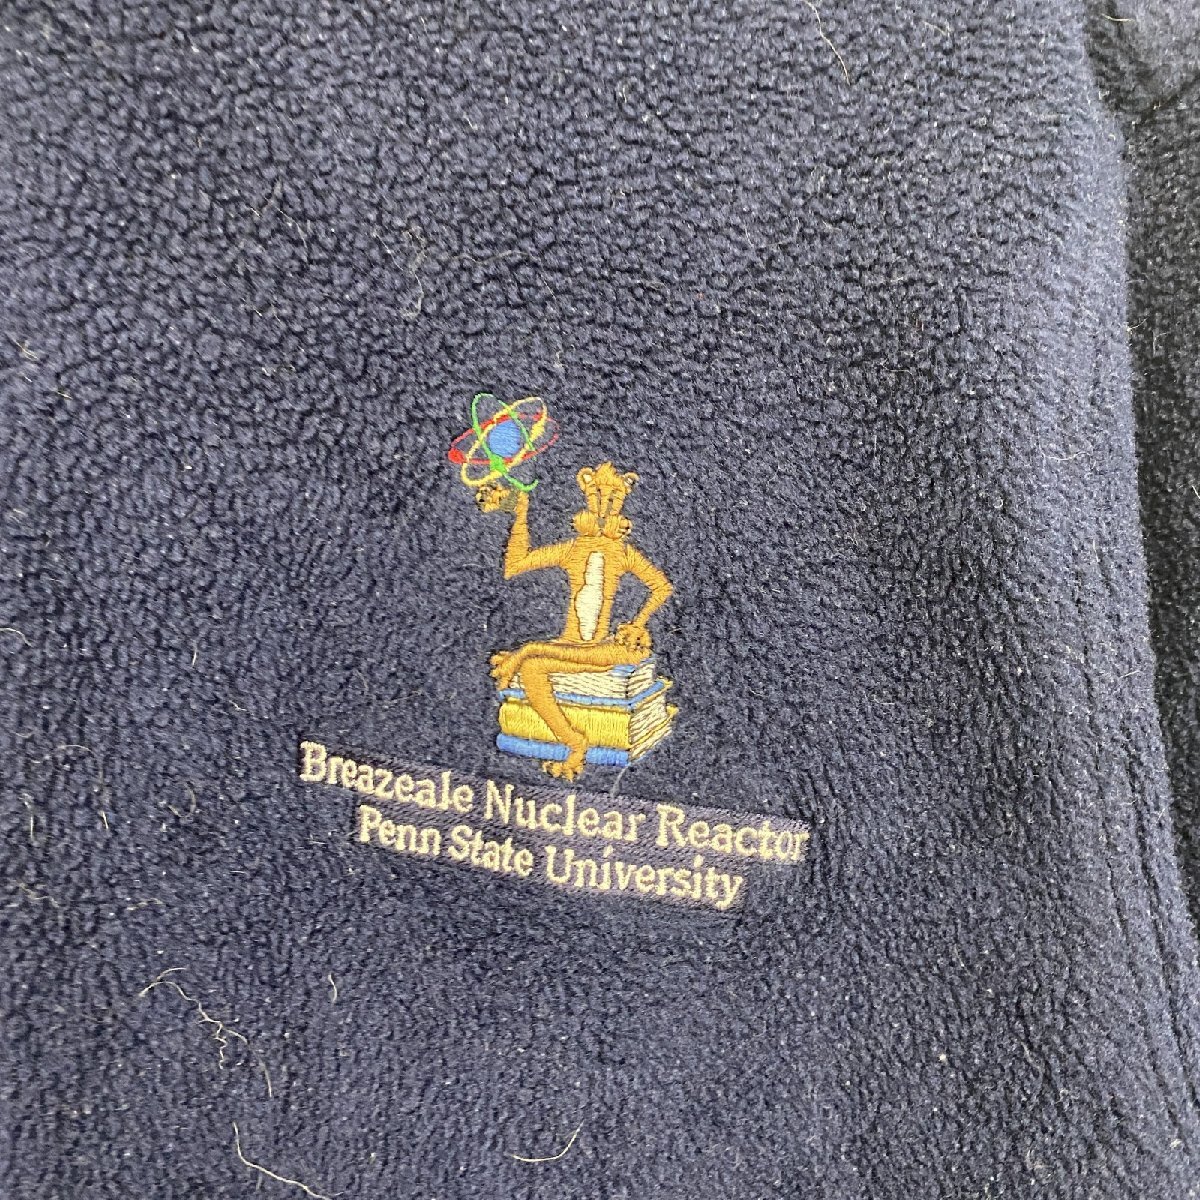 Breazeale Nuclear Reactor
Penn State University